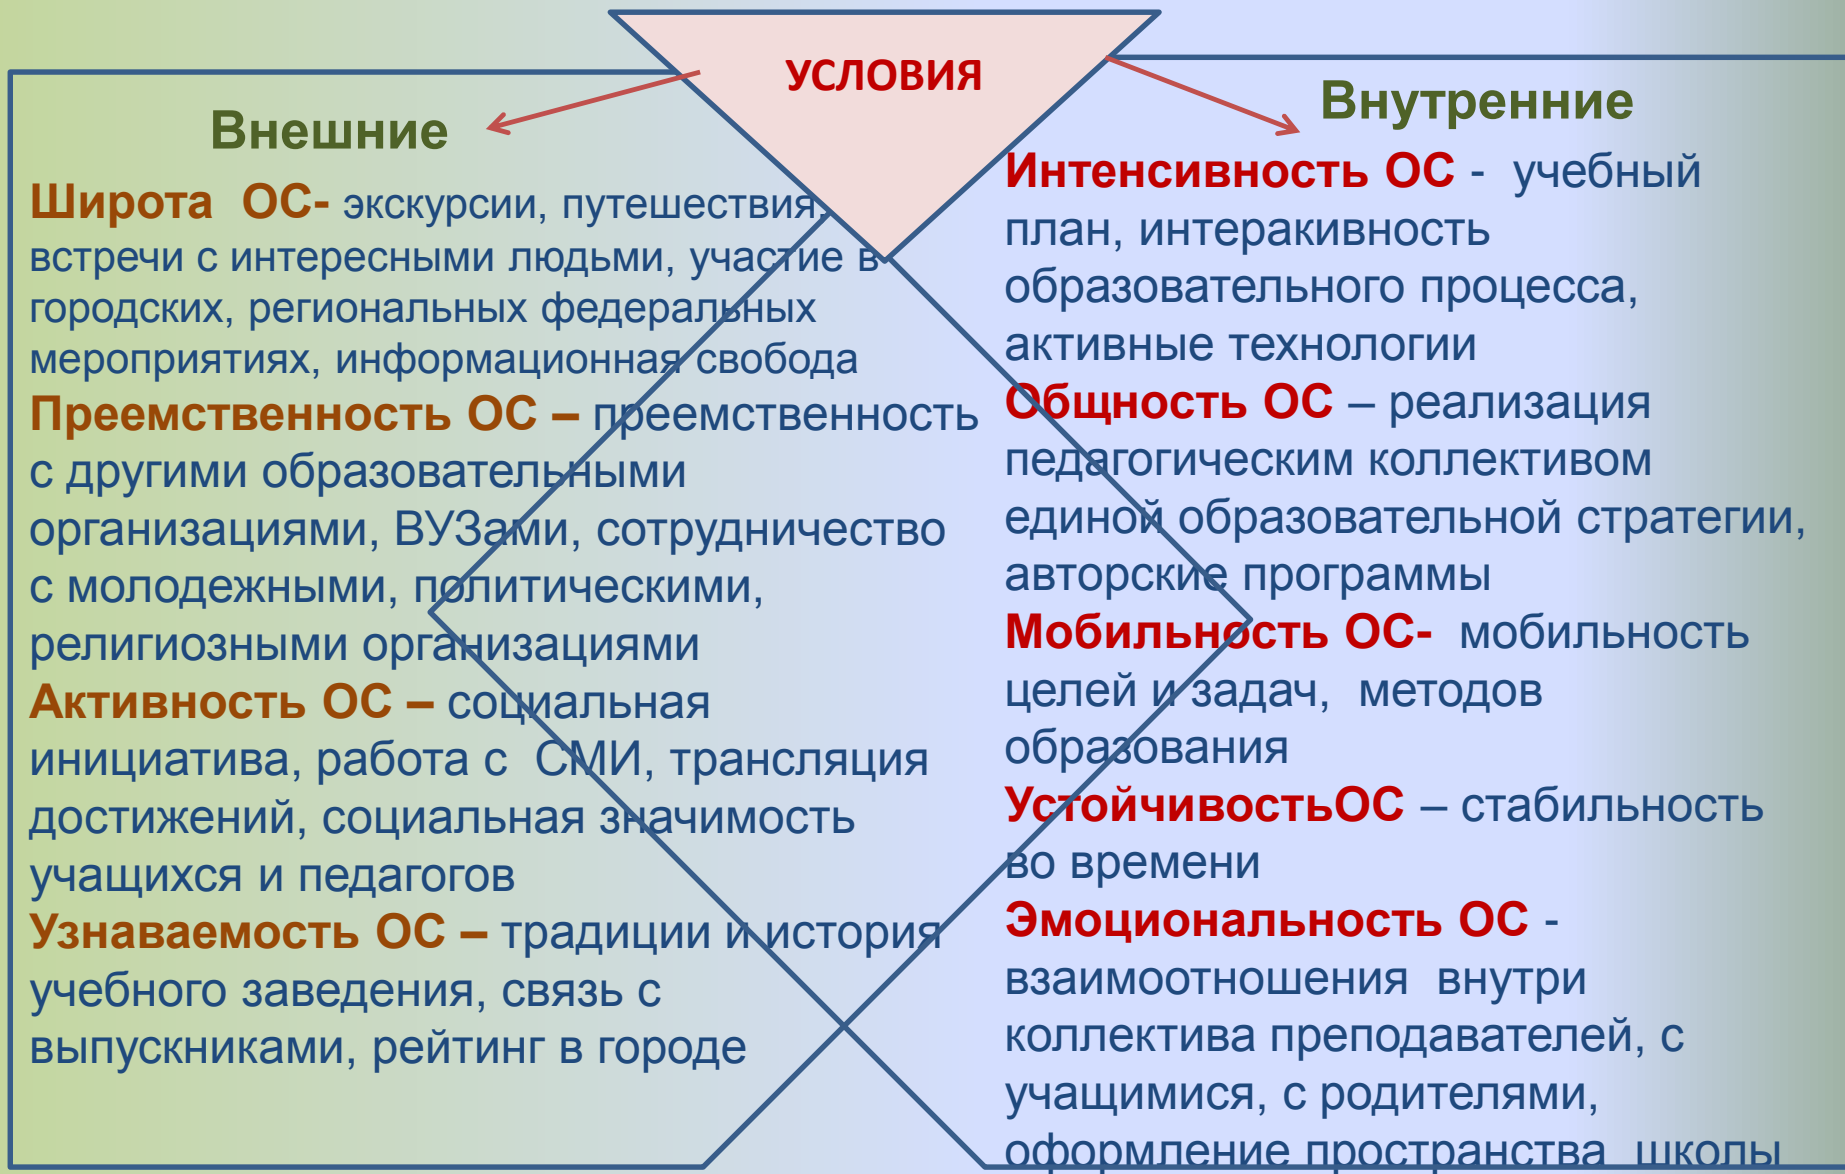 УСЛОВИЯ
Внешние
Широта ОС- экскурсии, путешествия,
встречи с интересными людьми, участие в
городских, региональных федеральных
мероприятиях, информационная свобода
Преемственность ОС – преемственность
с другими образовательными
организациями, ВУЗами, сотрудничество
с молодежными, политическими,
религиозными организациями
Активность ОС – социальная
инициатива, работа с СМИ, трансляция
достижений, социальная значимость
учащихся и педагогов
Узнаваемость ОС – традиции и история
учебного заведения, связь с
выпускниками, рейтинг в городе
Внутренние
Интенсивность ОС - учебный
план, интеракивность
образовательного процесса,
активные технологии
Общность ОС – реализация
педагогическим коллективом
единой образовательной стратегии,
авторские программы
Мобильность ОС- мобильность
целей и задач, методов
образования
УстойчивостьОС – стабильность
во времени
Эмоциональность ОС -
взаимоотношения внутри
коллектива преподавателей, с
учащимися, с родителями,
оформление пространства школы